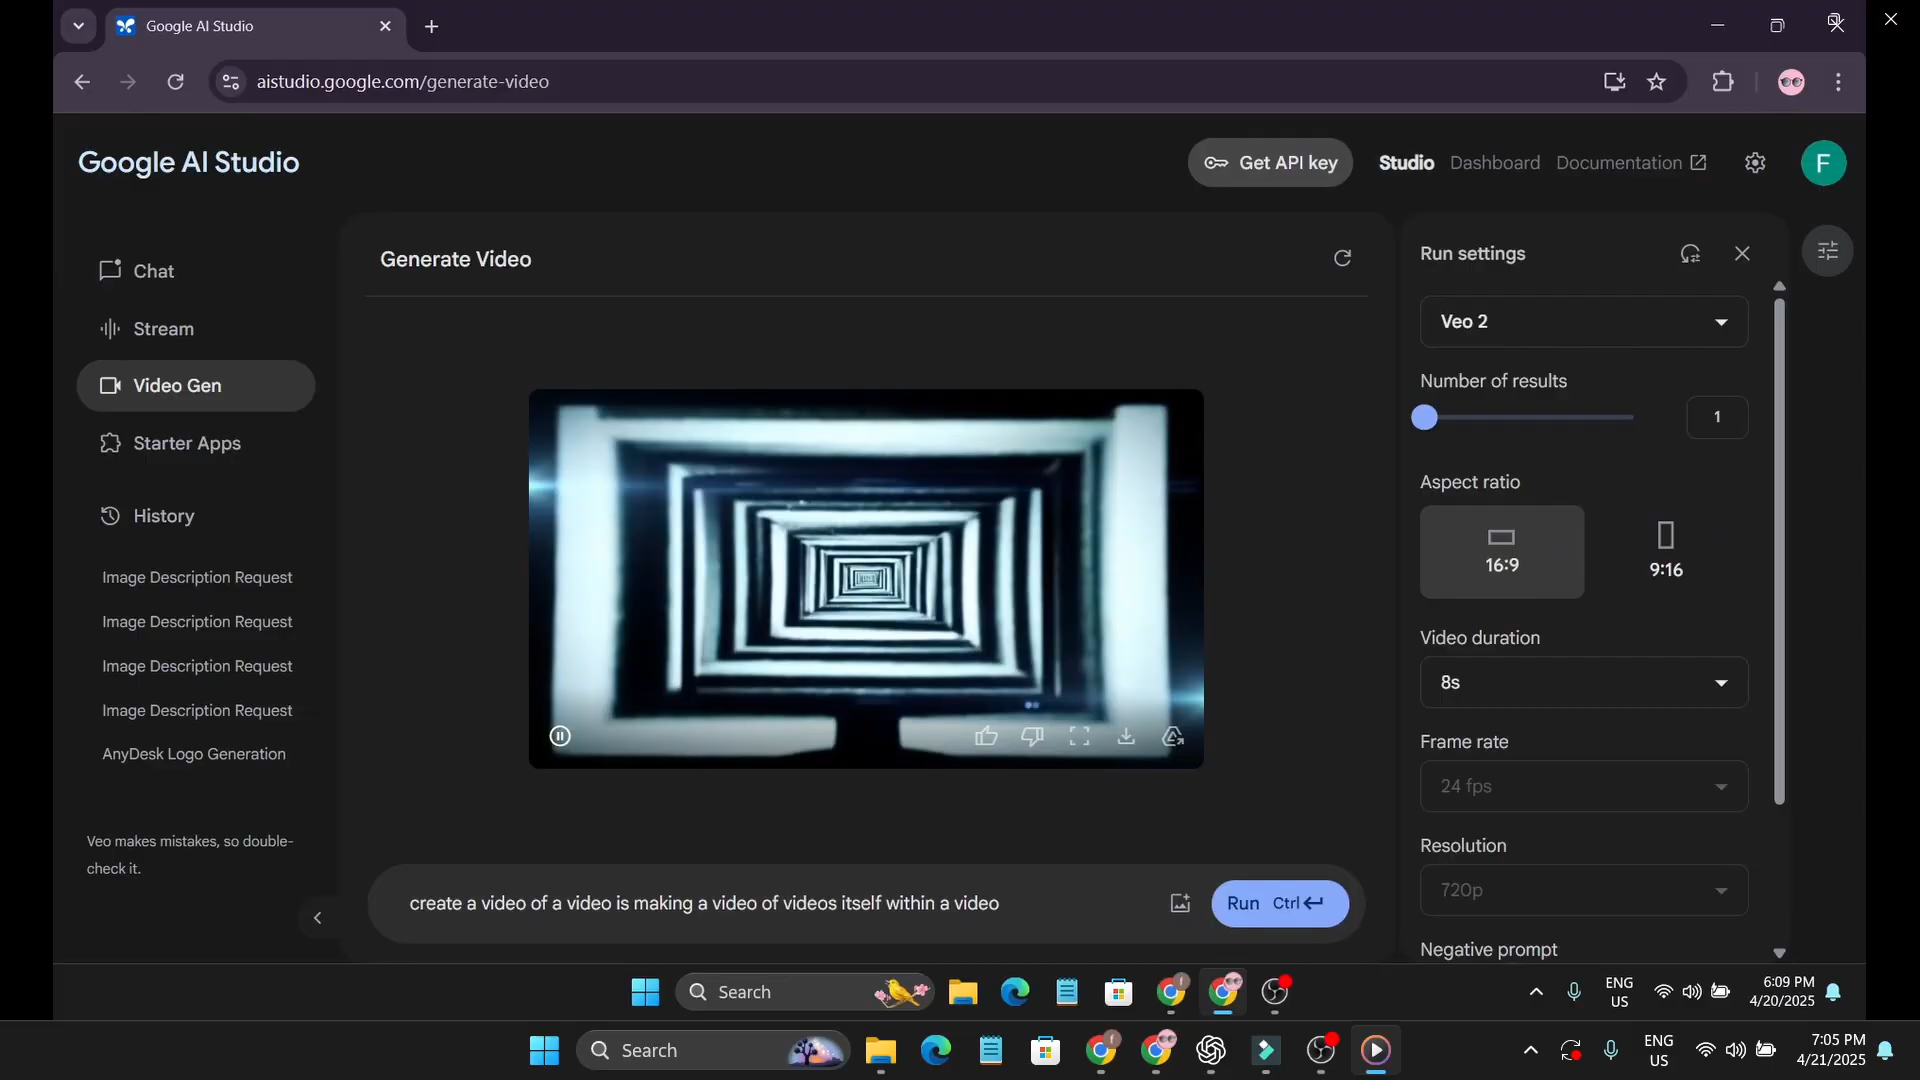 Google AI Studio
aistudio.google.com/generate-video
Google AI Studio
Get API key
Studio
Dashboard
Documentation
F
Chat
Stream
Video Gen
Starter Apps
History
Image Description Request
Image Description Request
Image Description Request
Image Description Request
AnyDesk Logo Generation
Veo makes mistakes, so double-
check it.
Generate Video
create a video of a video is making a video of videos itself within a video
Run Ctrl
Run settings
Veo 2
Number of results
1
Aspect ratio
16:9
9:16
Video duration
8s
Frame rate
24 fps
Resolution
720p
Negative prompt
Search
ENG
US
6:09 PM
4/20/2025
Search
ENG
US
7:05 PM
4/21/2025